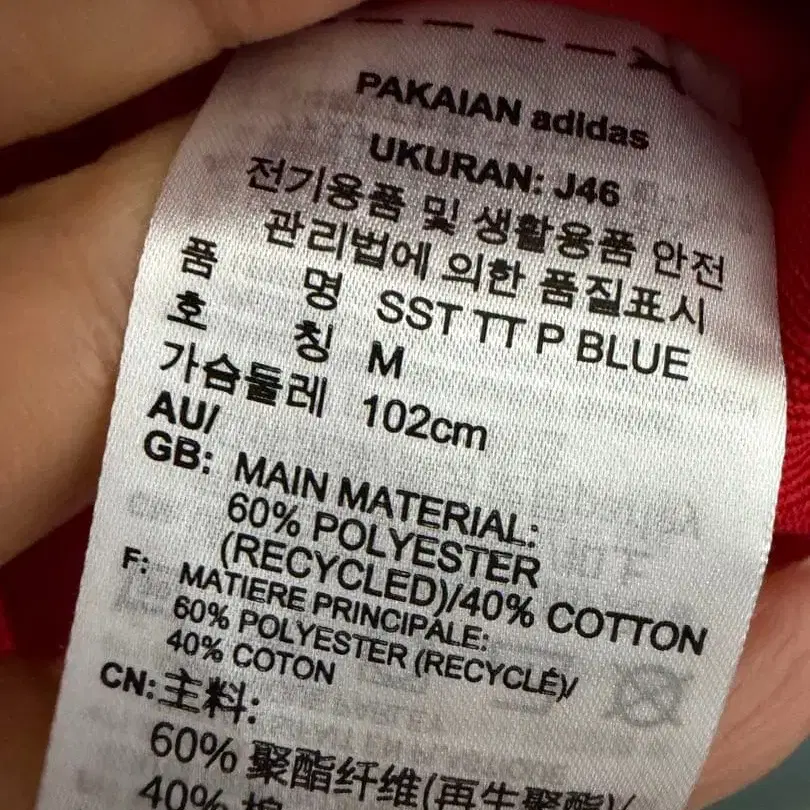 PAKAIAN adidas
UKURAN: J46
전기용품 및 생활용품 안전
관리법에 의한 품질표시
품 명 SST TT P BLUE
호 칭 M
가슴둘레 102cm
AU/
GB: MAIN MATERIAL:
60% POLYESTER
(RECYCLED)/40% COTTON
F: MATIERE PRINCIPALE:
60% POLYESTER (RECYCLÉ)/
40% COTON
CN: 主料:
60% 聚酯纤维(再生聚酯)/
40% 棉